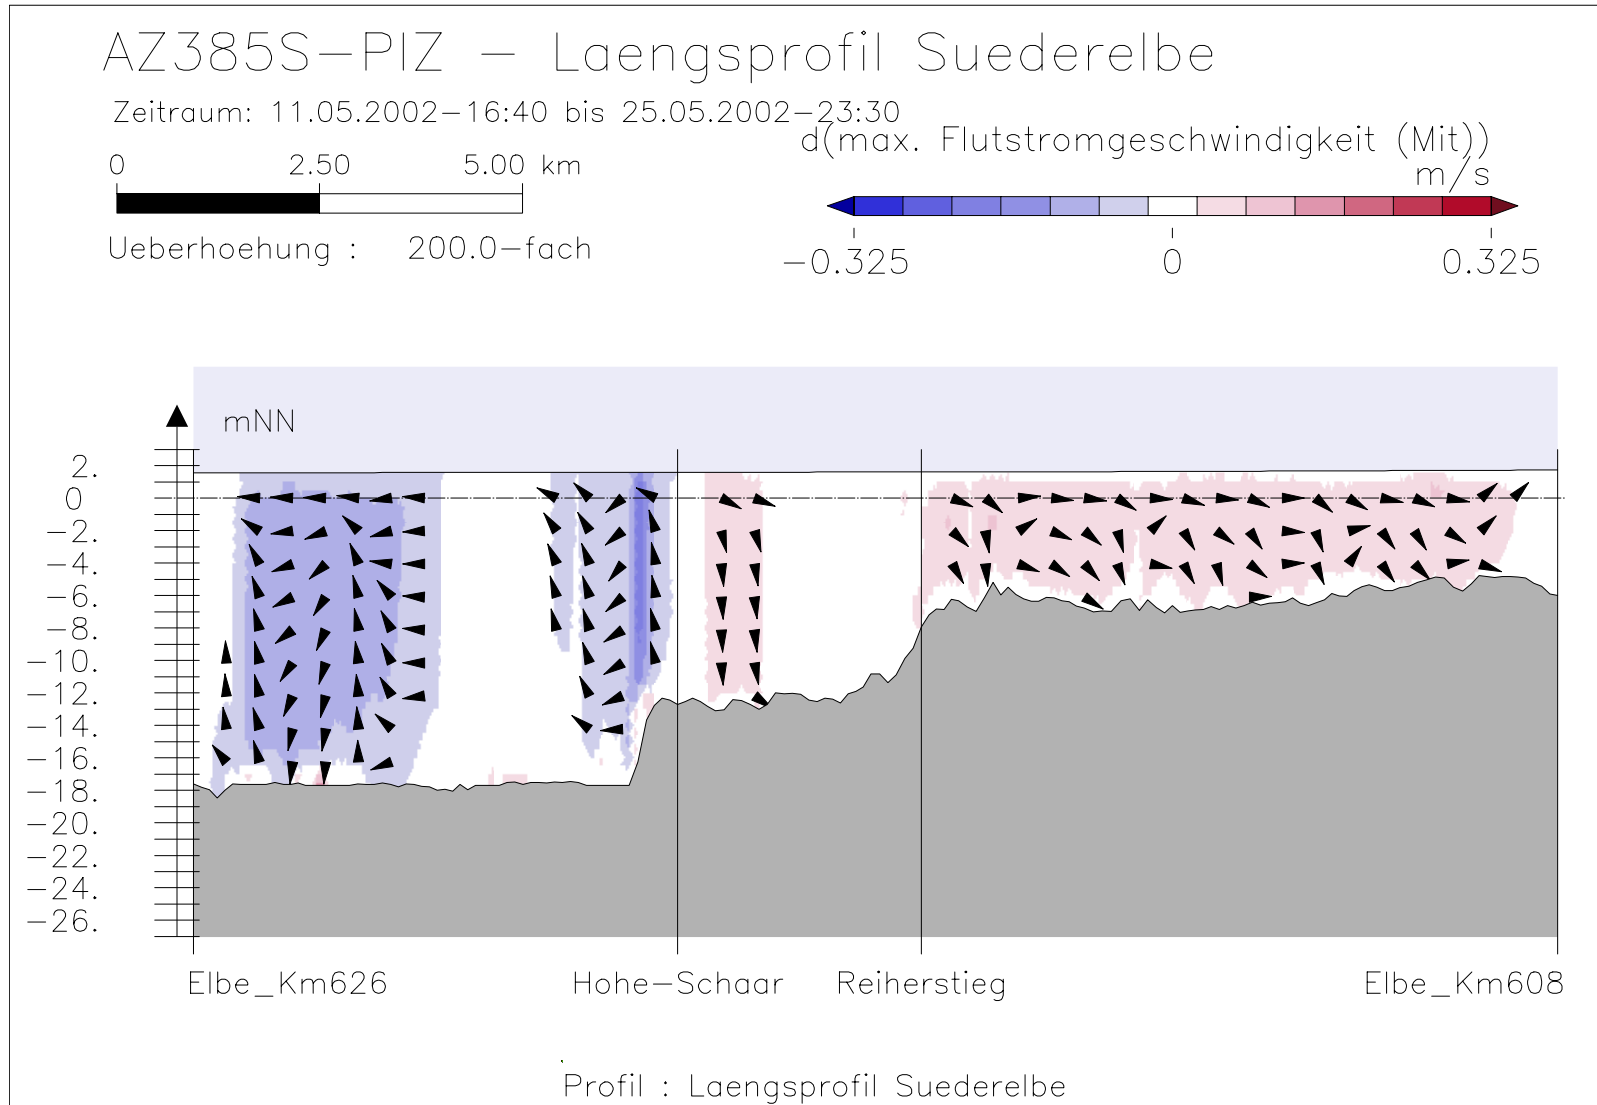 AZ385S-PIZ - Laengsprofil Suederelbe
Zeitraum: 11.05.2002-16:40 bis 25.05.2002-23:30
d(max. Flutstromgeschwindigkeit (Mit))
m/s
0 2.50 5.00 km
Ueberhoehung : 200.0-fach
-0.325 0 0.325
mNN
2.
0
-2.
-4.
-6.
-8.
-10.
-12.
-14.
-16.
-18.
-20.
-22.
-24.
-26.
Elbe_Km626 Hohe-Schaar Reiherstieg Elbe_Km608
Profil : Laengsprofil Suederelbe